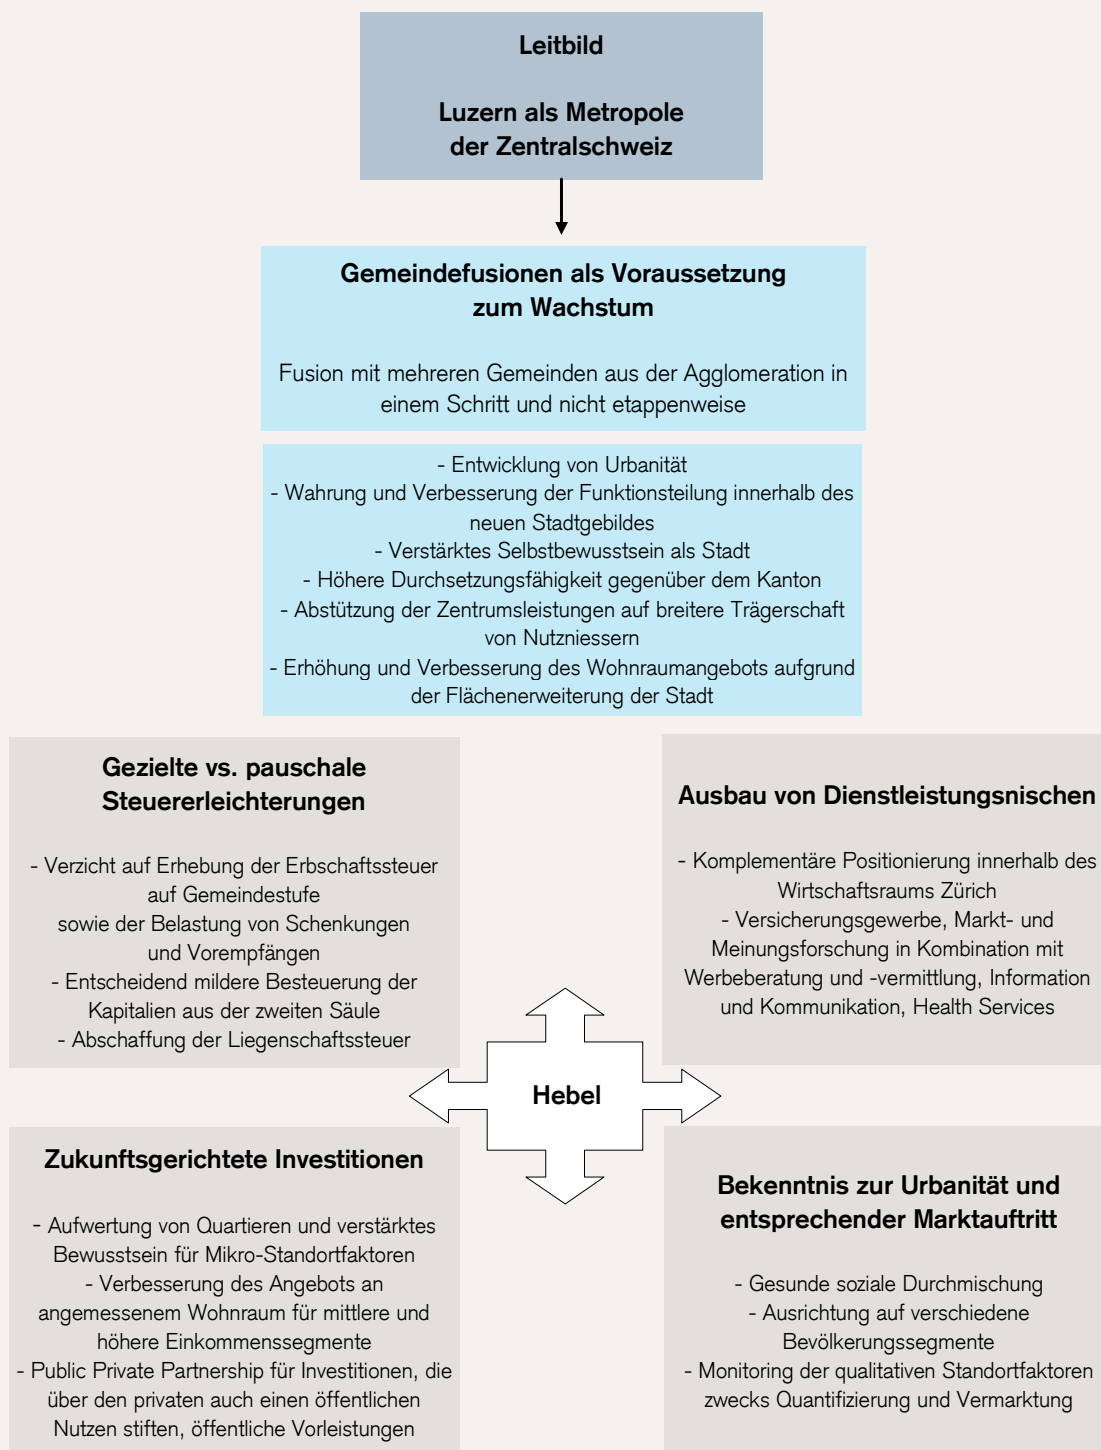 Leitbild
Luzern als Metropole
der Zentralschweiz
Gemeindefusionen als Voraussetzung
zum Wachstum
Fusion mit mehreren Gemeinden aus der Agglomeration in
einem Schritt und nicht etappenweise
- Entwicklung von Urbanität
- Wahrung und Verbesserung der Funktionsteilung innerhalb des
neuen Stadtgebildes
- Verstärktes Selbstbewusstsein als Stadt
- Höhere Durchsetzungsfähigkeit gegenüber dem Kanton
- Abstützung der Zentrumsleistungen auf breitere Trägerschaft
von Nutzniessern
- Erhöhung und Verbesserung des Wohnraumangebots aufgrund
der Flächenerweiterung der Stadt
Gezielte vs. pauschale
Steuererleichterungen
- Verzicht auf Erhebung der Erbschaftssteuer
auf Gemeindestufe
sowie der Belastung von Schenkungen
und Vorempfängen
- Entscheidend mildere Besteuerung der
Kapitalien aus der zweiten Säule
- Abschaffung der Liegenschaftssteuer
Ausbau von Dienstleistungsnischen
- Komplementäre Positionierung innerhalb des
Wirtschaftsraums Zürich
- Versicherungsgewerbe, Markt- und
Meinungsforschung in Kombination mit
Werbeberatung und -vermittlung, Information
und Kommunikation, Health Services
Hebel
Zukunftsgerichtete Investitionen
- Aufwertung von Quartieren und verstärktes
Bewusstsein für Mikro-Standortfaktoren
- Verbesserung des Angebots an
angemessenem Wohnraum für mittlere und
höhere Einkommenssegmente
- Public Private Partnership für Investitionen, die
über den privaten auch einen öffentlichen
Nutzen stiften, öffentliche Vorleistungen
Bekenntnis zur Urbanität und
entsprechender Marktauftritt
- Gesunde soziale Durchmischung
- Ausrichtung auf verschiedene
Bevölkerungssegmente
- Monitoring der qualitativen Standortfaktoren
zwecks Quantifizierung und Vermarktung